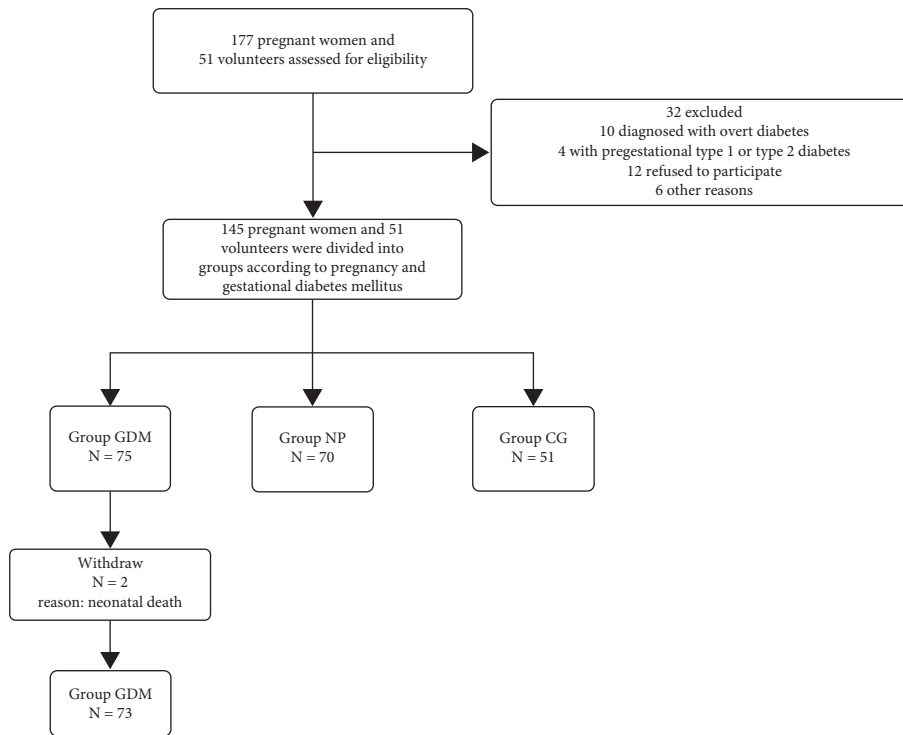 177 pregnant women and
51 volunteers assessed for eligibility
32 excluded
10 diagnosed with overt diabetes
4 with pregestational type 1 or type 2 diabetes
12 refused to participate
6 other reasons
145 pregnant women and 51
volunteers were divided into
groups according to pregnancy and
gestational diabetes mellitus
Group GDM
N = 75
Group NP
N = 70
Group CG
N = 51
Withdraw
N = 2
reason: neonatal death
Group GDM
N = 73